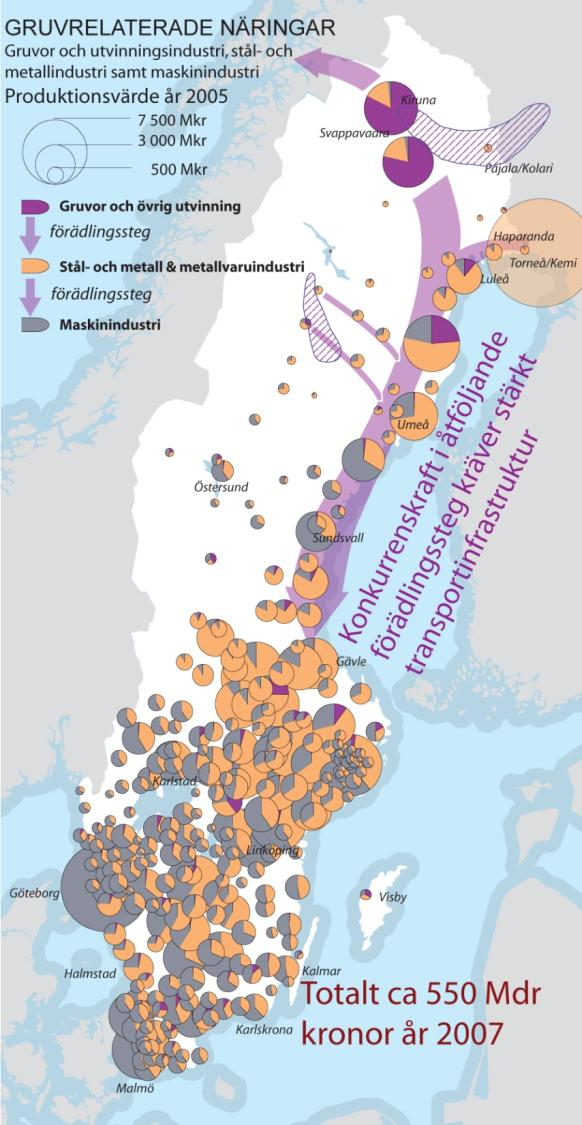 GRUVRELATERADE NÄRINGAR
Gruvor och utvinningsindustri, stål- och
metallindustri samt maskinindustri
Produktionsvärde år 2005
7 500 Mkr
3 000 Mkr
500 Mkr
Gruvor och övrig utvinning
förädlingssteg
Stål- och metall & metallvaruindustri
förädlingssteg
Maskinindustri
Kiruna
Svappavaara
Pajala/Kolari
Haparanda
Torneå/Kemi
Luleå
Umeå
Östersund
Sundsvall
Konkurrenskraft i åtföljande
förädlingssteg kräver stärkt
transportinfrastruktur
Gävle
Karlstad
Linköping
Göteborg
Visby
Halmstad
Kalmar
Totalt ca 550 Mdr
kronor år 2007
Karlskrona
Malmö